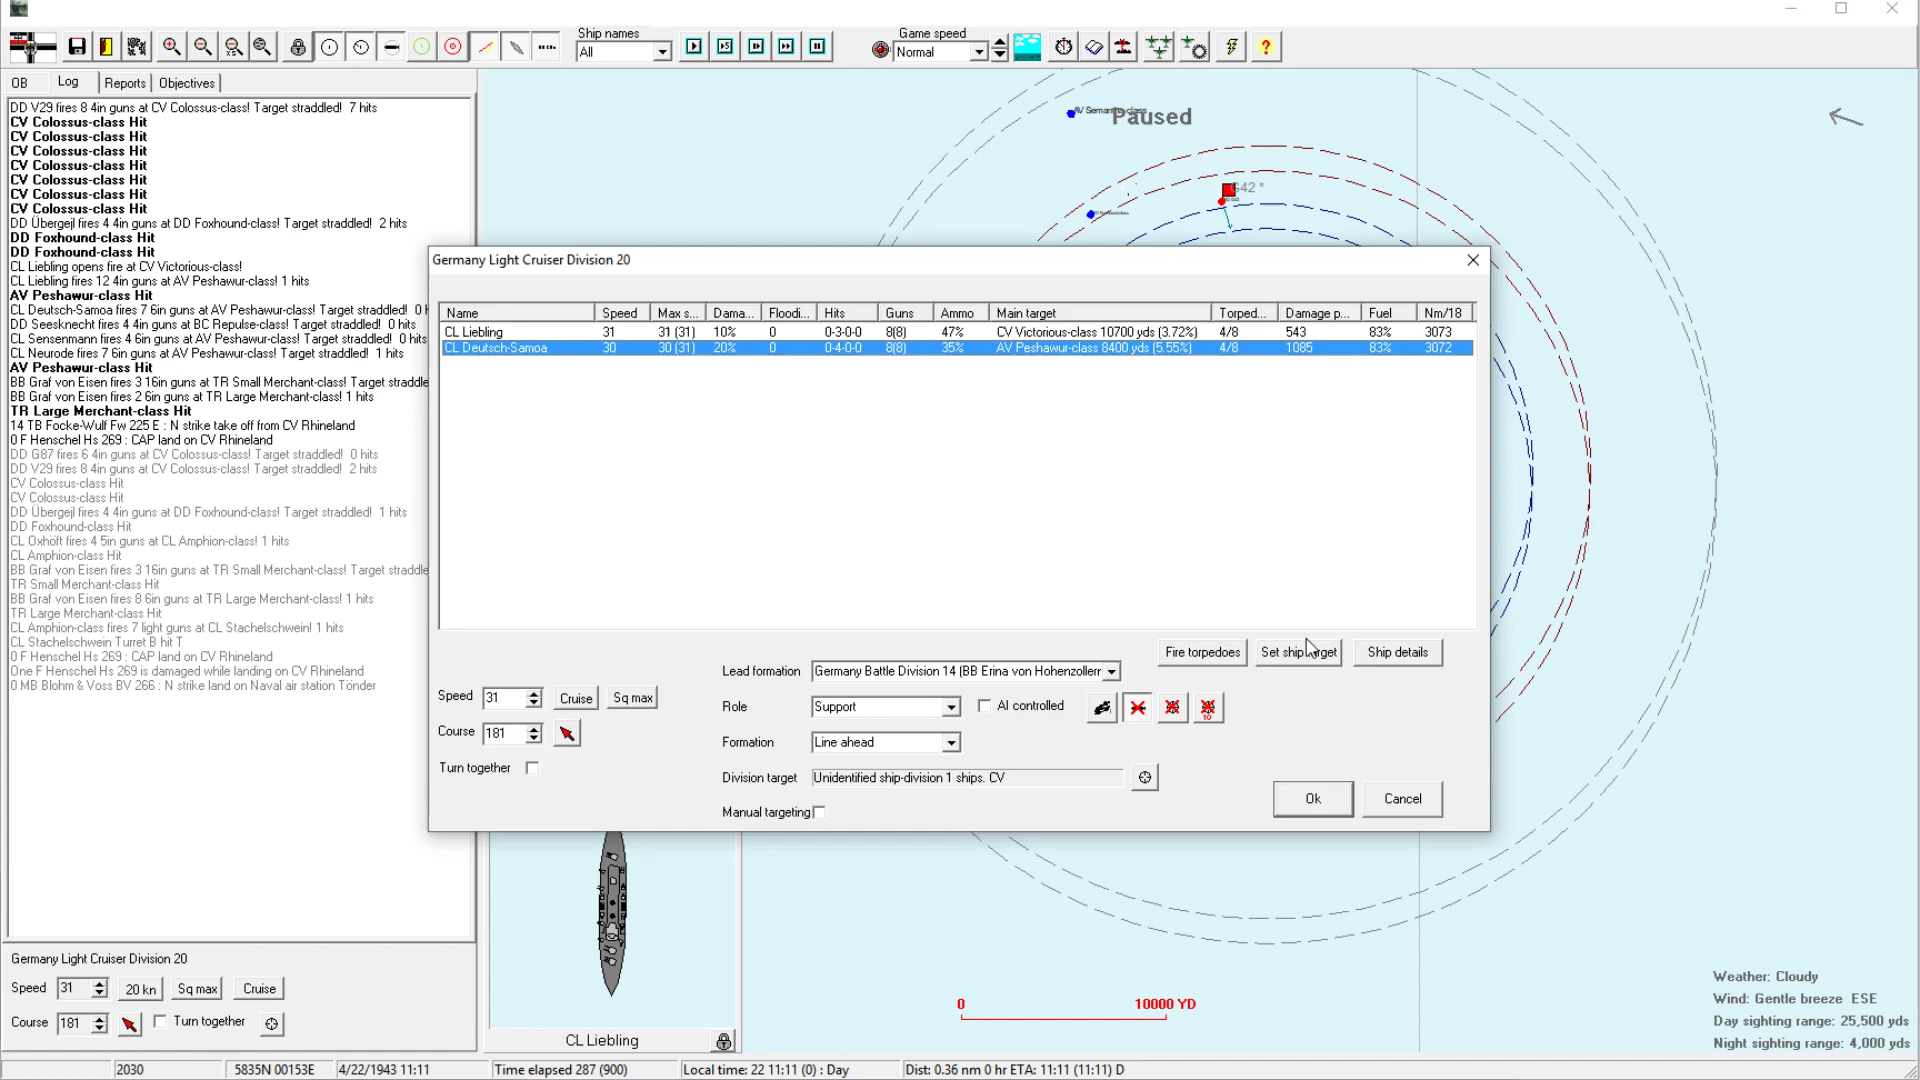 Ship names
All
Game speed
Normal
OB
Log
Reports
Objectives
DD V29 fires 8 4in guns at CV Colossus-class! Target straddled! 7 hits
CV Colossus-class Hit
CV Colossus-class Hit
CV Colossus-class Hit
CV Colossus-class Hit
CV Colossus-class Hit
CV Colossus-class Hit
CV Colossus-class Hit
DD Übergejl fires 4 4in guns at DD Foxhound-class! Target straddled! 2 hits
DD Foxhound-class Hit
DD Foxhound-class Hit
CL Liebling opens fire at CV Victorious-class!
CL Liebling fires 12 4in guns at AV Peshawur-class! 1 hits
AV Peshawur-class Hit
CL Deutsch-Samoa fires 7 6in guns at AV Peshawur-class! Target straddled! 0 h
DD Seesknecht fires 4 4in guns at BC Repulse-class! Target straddled! 0 hits
CL Sensenmann fires 4 6in guns at AV Peshawur-class! Target straddled! 0 hits
CL Neurode fires 7 6in guns at AV Peshawur-class! Target straddled! 1 hits
AV Peshawur-class Hit
BB Graf von Eisen fires 3 16in guns at TR Small Merchant-class! Target straddle
BB Graf von Eisen fires 2 6in guns at TR Large Merchant-class! 1 hits
TR Large Merchant-class Hit
14 TB Focke-Wulf Fw 225 E : N strike take off from CV Rhineland
0 F Henschel Hs 269 : CAP land on CV Rhineland
DD G87 fires 6 4in guns at CV Colossus-class! Target straddled! 0 hits
DD V29 fires 8 4in guns at CV Colossus-class! Target straddled! 2 hits
CV Colossus-class Hit
CV Colossus-class Hit
DD Übergejl fires 4 4in guns at DD Foxhound-class! Target straddled! 1 hits
DD Foxhound-class Hit
CL Oxhöft fires 4 5in guns at CL Amphion-class! 1 hits
CL Amphion-class Hit
BB Graf von Eisen fires 3 16in guns at TR Small Merchant-class! Target straddle
TR Small Merchant-class Hit
BB Graf von Eisen fires 8 6in guns at TR Large Merchant-class! 1 hits
TR Large Merchant-class Hit
CL Amphion-class fires 7 light guns at CL Stachelschwein! 1 hits
CL Stachelschwein Turret B hit T
0 F Henschel Hs 269 : CAP land on CV Rhineland
One F Henschel Hs 269 is damaged while landing on CV Rhineland
0 MB Blohm & Voss BV 266 : N strike land on Naval air station Tönder
Paused
G42 *
Germany Light Cruiser Division 20
Name Speed Max s... Dama... Floodi... Hits Guns Ammo Main target Torped... Damage p... Fuel Nm/18
CL Liebling 31 31 (31) 10% 0 0-3-0-0 8(8) 47% CV Victorious-class 10700 yds (3.72%) 4/8 543 83% 3073
CL Deutsch-Samoa 30 30 (31) 20% 0 0-4-0-0 8(8) 35% AV Peshawur-class 8400 yds (5.55%) 4/8 1085 83% 3072
Fire torpedoes
Set ship target
Ship details
Lead formation Germany Battle Division 14 (BB Erina von Hohenzollerr
Speed 31 Cruise Sq max
Role Support AI controlled
10
Course 181
Formation Line ahead
Turn together
Division target Unidentified ship-division 1 ships. CV
Manual targeting
Ok
Cancel
Germany Light Cruiser Division 20
Speed 31 20 kn Sq max Cruise
Course 181 Turn together
CL Liebling
0 10000 YD
Weather: Cloudy
Wind: Gentle breeze ESE
Day sighting range: 25,500 yds
Night sighting range: 4,000 yds
2030 5835N 00153E 4/22/1943 11:11 Time elapsed 287 (900) Local time: 22 11:11 (0) : Day Dist: 0.36 nm 0 hr ETA: 11:11 (11:11) D